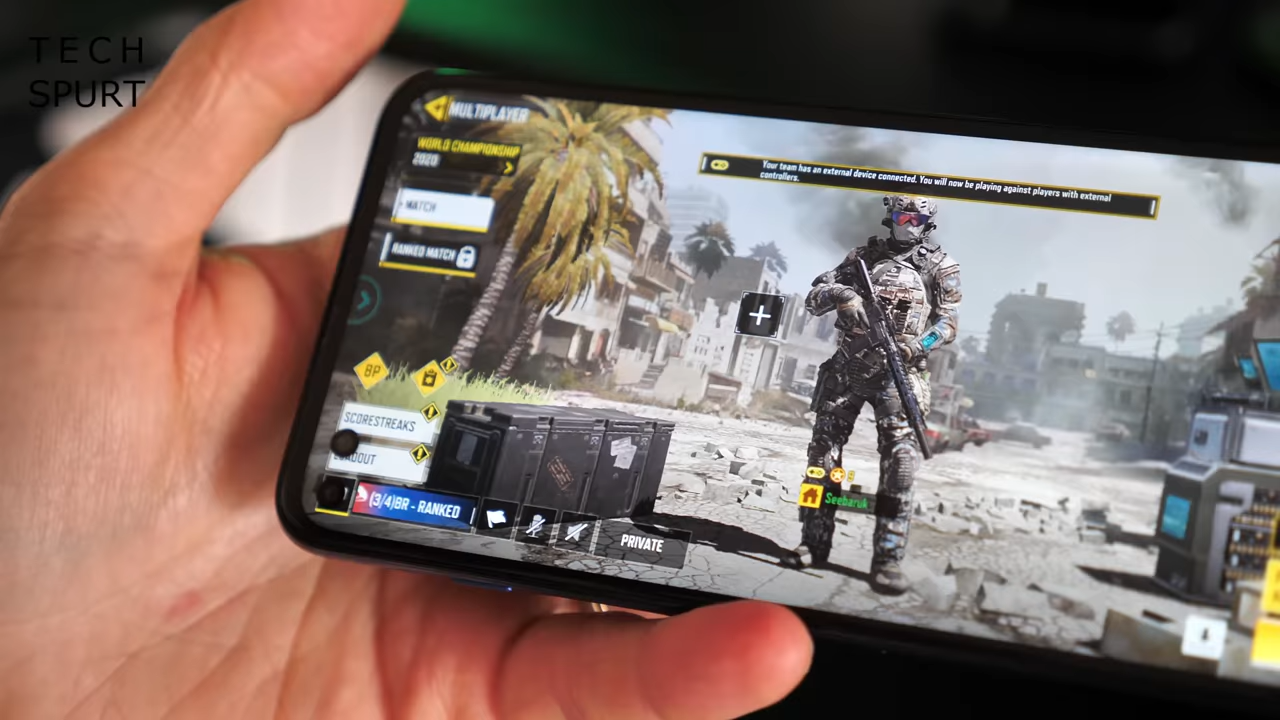 TECH
SPURT
MULTIPLAYER
WORLD CHAMPIONSHIP
2020
MATCH
RANKED MATCH
Your team has an external device connected. You will now be playing against players with external
controllers.
BP
SCORESTREAKS
(3/4)BR - RANKED
PRIVATE
Seebaruk